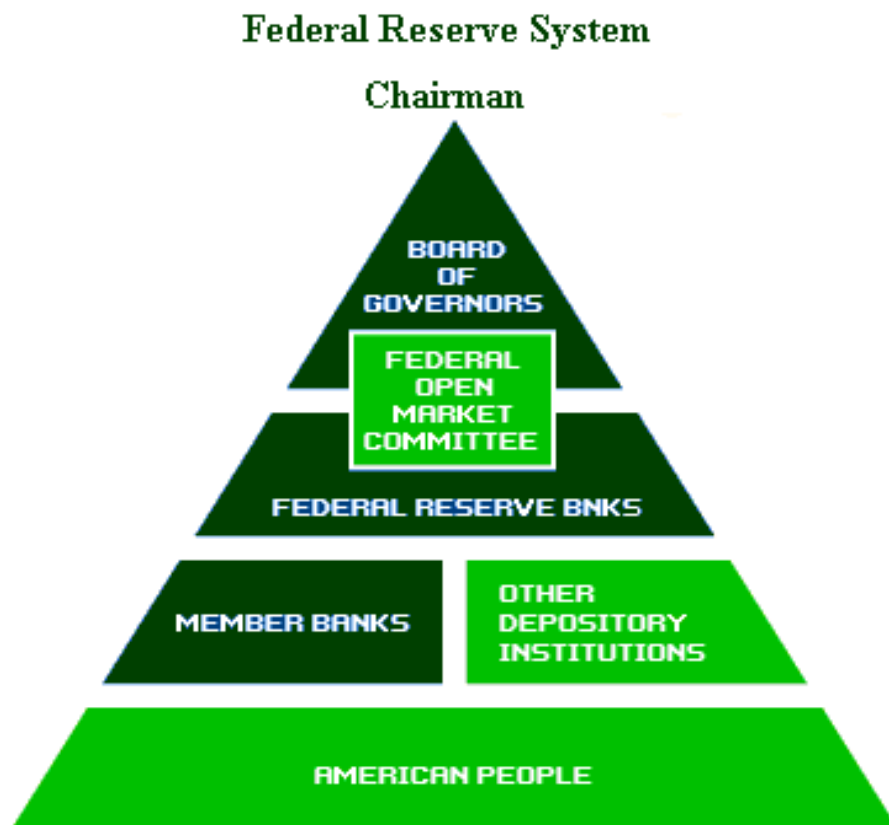 Federal Reserve System
Chairman
BOARD
OF
GOVERNORS
FEDERAL
OPEN
MARKET
COMMITTEE
FEDERAL RESERVE BNKS
MEMBER BANKS
OTHER
DEPOSITORY
INSTITUTIONS
AMERICAN PEOPLE